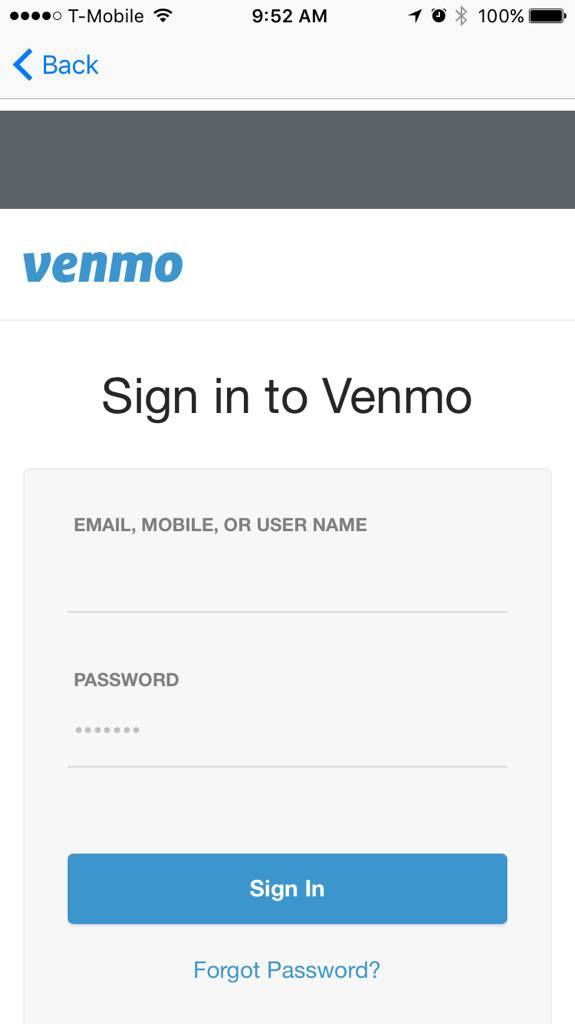 T-Mobile 9:52 AM 100%
Back
venmo
Sign in to Venmo
EMAIL, MOBILE, OR USER NAME
PASSWORD
•••••••
Sign In
Forgot Password?